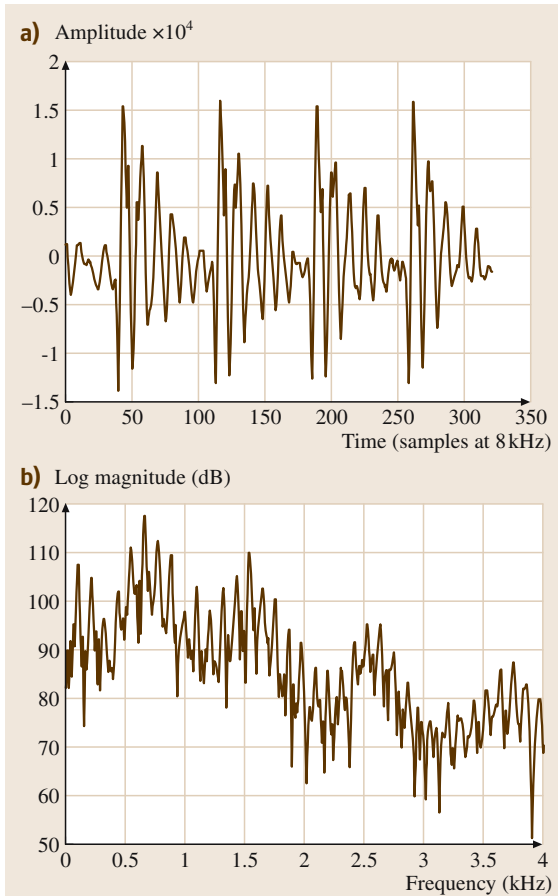 a) Amplitude ×10⁴
2
1.5
1
0.5
0
−0.5
-1
−1.5
0 50 100 150 200 250 300 350
Time (samples at 8 kHz)
b) Log magnitude (dB)
120
110
100
90
80
70
60
50
0 0.5 1 1.5 2 2.5 3 3.5 4
Frequency (kHz)